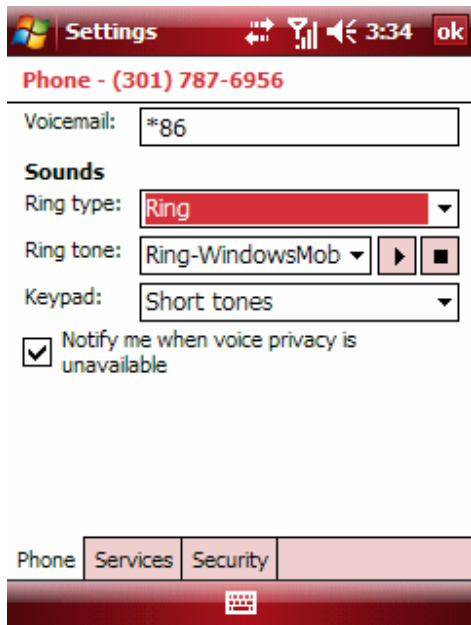 Settings 3:34 ok
Phone - (301) 787-6956
Voicemail: *86
Sounds
Ring type: Ring
Ring tone: Ring-WindowsMob
Keypad: Short tones
Notify me when voice privacy is
unavailable
Phone Services Security